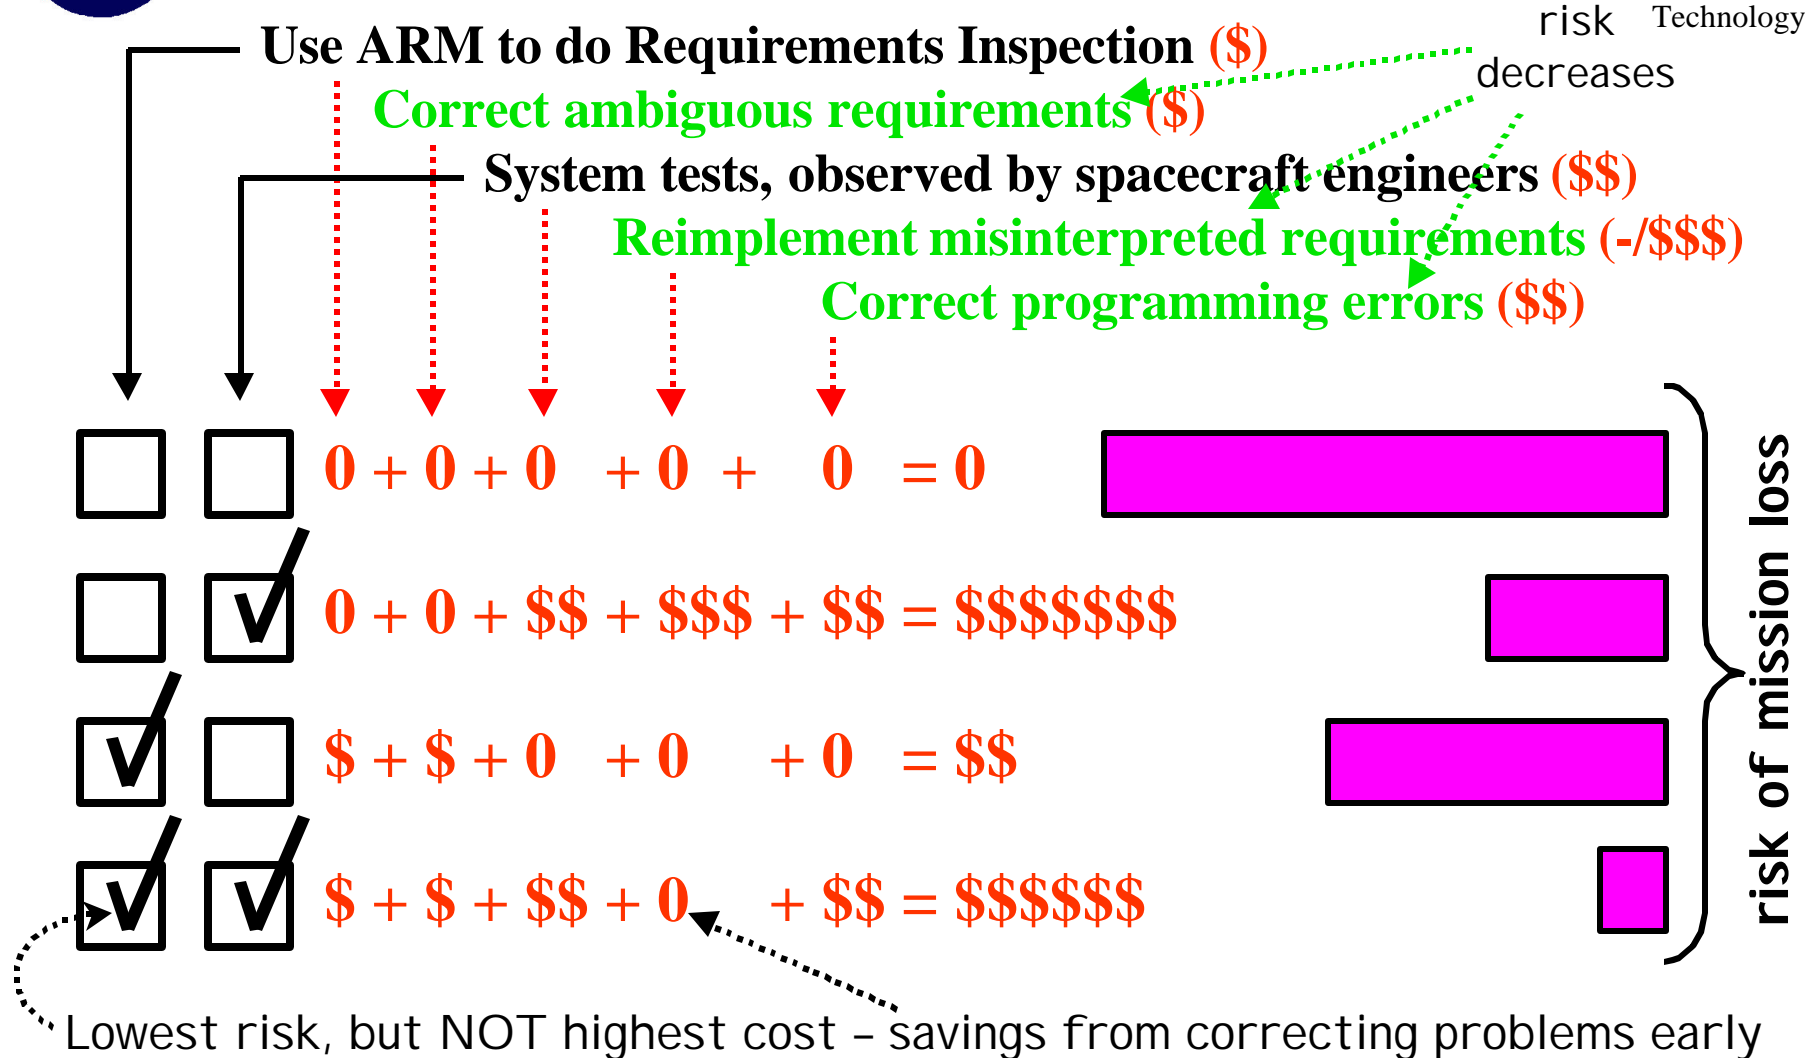 risk Technology
decreases
Use ARM to do Requirements Inspection ($)
Correct ambiguous requirements ($)
System tests, observed by spacecraft engineers ($$)
Reimplement misinterpreted requirements (-/$$$)
Correct programming errors ($$)
0 + 0 + 0 + 0 + 0 = 0
0 + 0 + $$ + $$$ + $$ = $$$$$$$
$ + $ + 0 + 0 + 0 = $$
$ + $ + $$ + 0 + $$ = $$$$$$
risk of mission loss
Lowest risk, but NOT highest cost – savings from correcting problems early